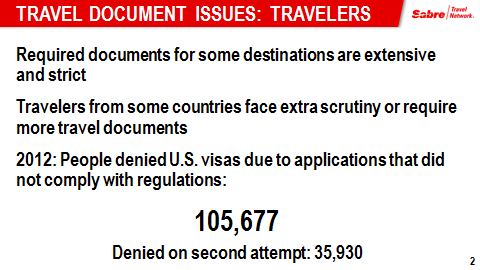 TRAVEL DOCUMENT ISSUES: TRAVELERS
Sabre Travel Network.
Required documents for some destinations are extensive
and strict
Travelers from some countries face extra scrutiny or require
more travel documents
2012: People denied U.S. visas due to applications that did
not comply with regulations:
105,677
Denied on second attempt: 35,930
2